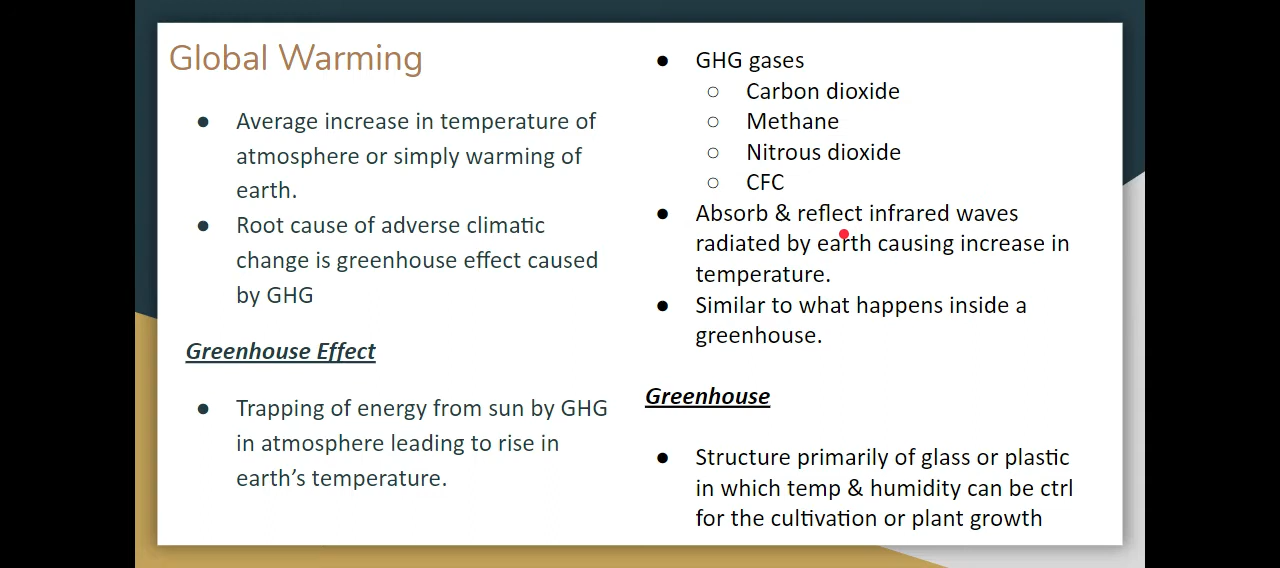 Global Warming
● Average increase in temperature of
atmosphere or simply warming of
earth.
● Root cause of adverse climatic
change is greenhouse effect caused
by GHG
Greenhouse Effect
● Trapping of energy from sun by GHG
in atmosphere leading to rise in
earth’s temperature.
● GHG gases
○ Carbon dioxide
○ Methane
○ Nitrous dioxide
○ CFC
● Absorb & reflect infrared waves
radiated by earth causing increase in
temperature.
● Similar to what happens inside a
greenhouse.
Greenhouse
● Structure primarily of glass or plastic
in which temp & humidity can be ctrl
for the cultivation or plant growth